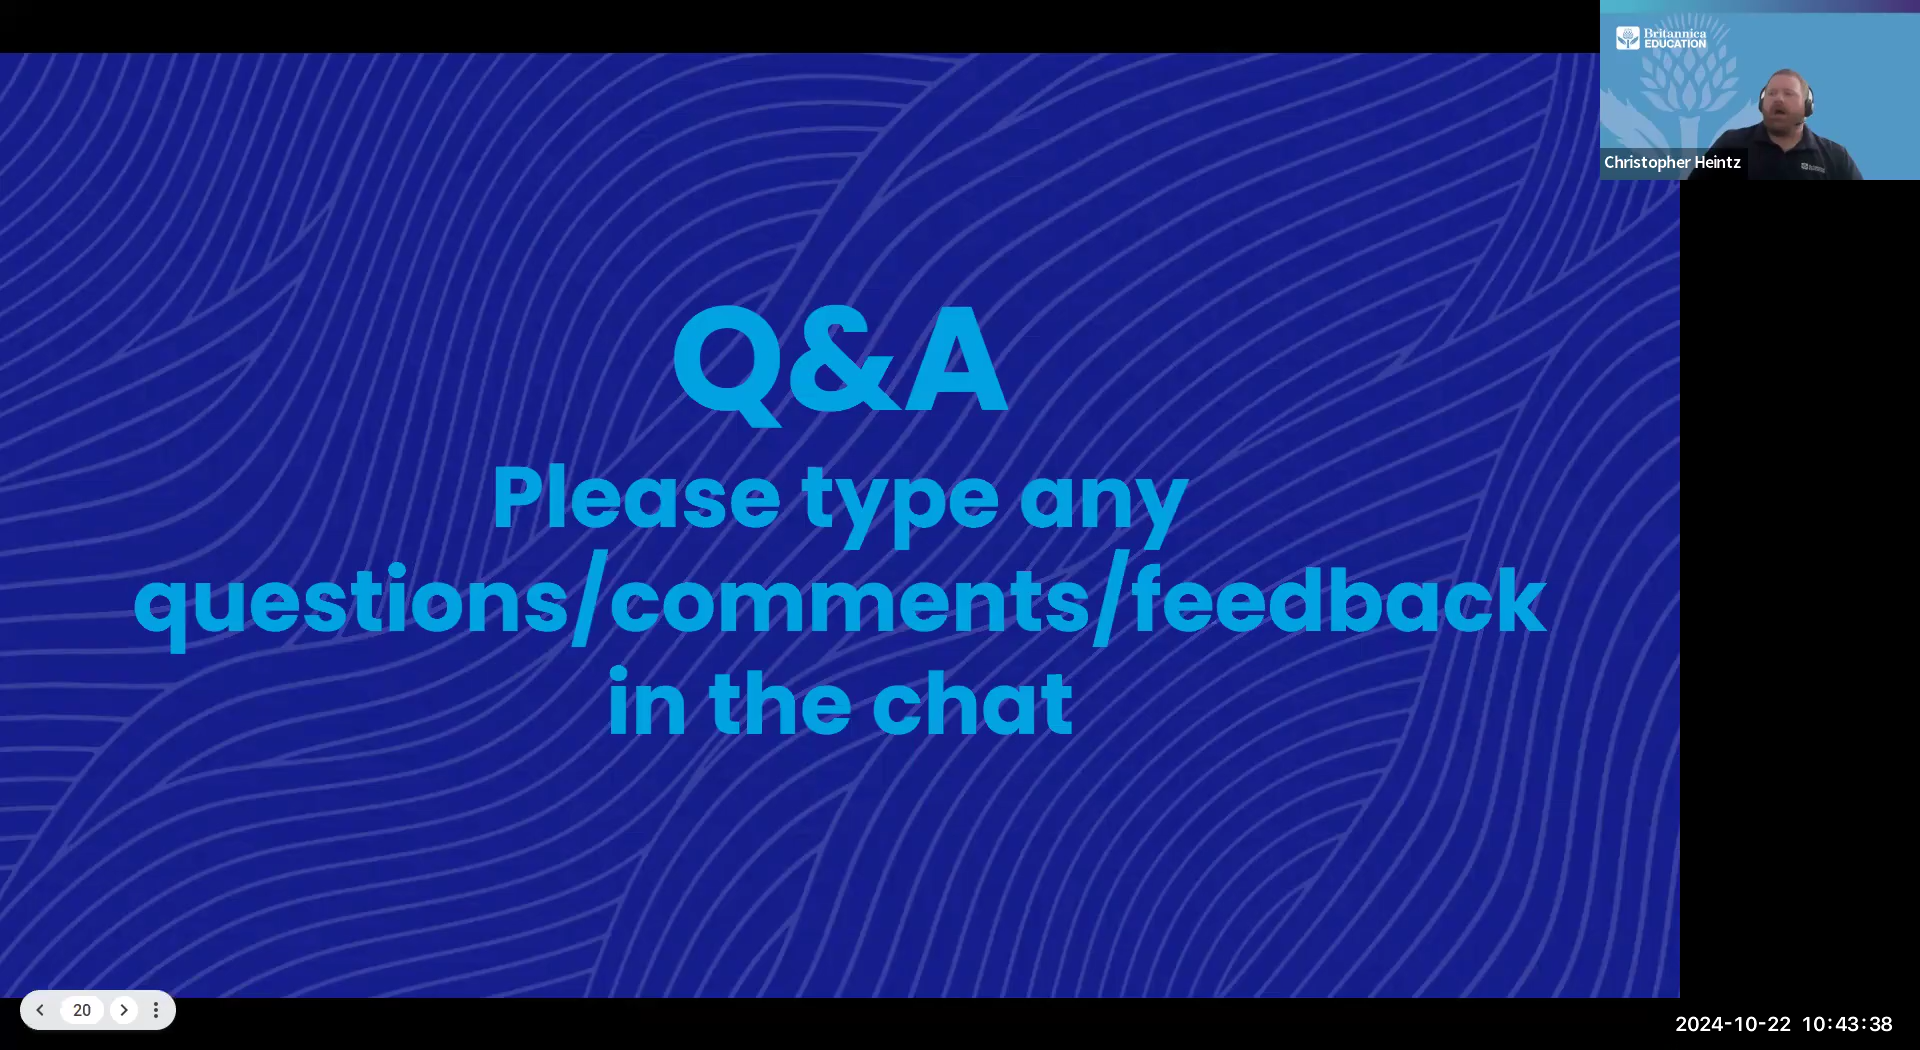 Britannica
EDUCATION
Christopher Heintz
Q&A
Please type any
questions/comments/feedback
in the chat
20
2024-10-22 10:43:38